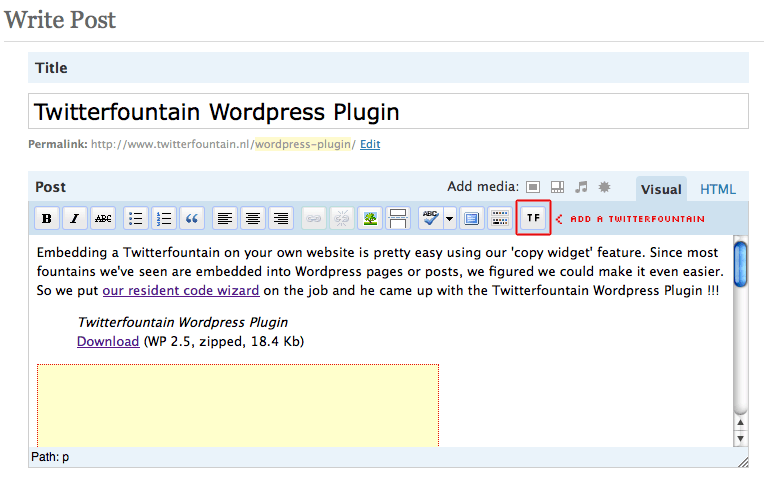 Write Post
Title
Twitterfountain Wordpress Plugin
Permalink: http://www.twitterfountain.nl/wordpress-plugin/ Edit
Post Add media: Visual HTML
B I ABC ABC TF < ADD A TWITTERFOUNTAIN
Embedding a Twitterfountain on your own website is pretty easy using our 'copy widget' feature. Since most
fountains we've seen are embedded into Wordpress pages or posts, we figured we could make it even easier.
So we put our resident code wizard on the job and he came up with the Twitterfountain Wordpress Plugin !!!
Twitterfountain Wordpress Plugin
Download (WP 2.5, zipped, 18.4 Kb)
Path: p